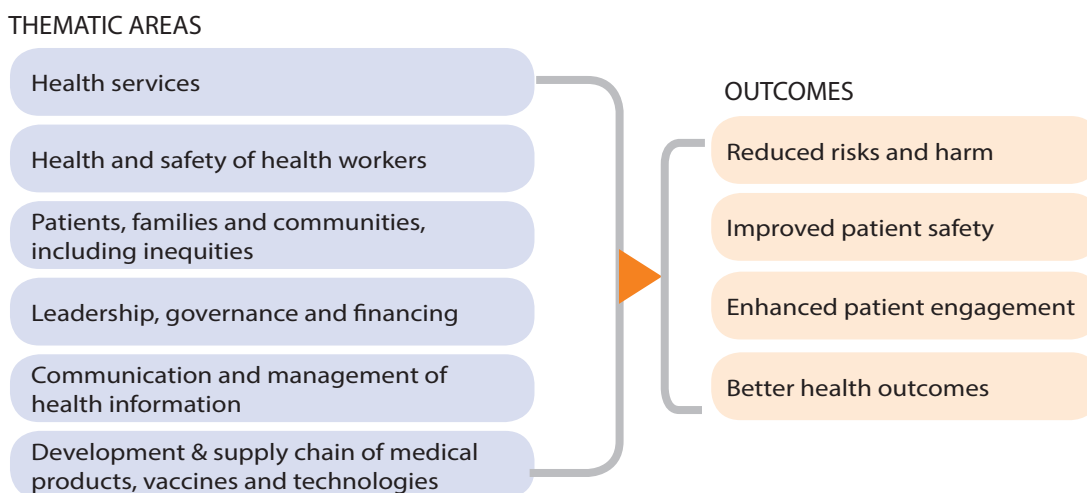 THEMATIC AREAS
Health services
Health and safety of health workers
Patients, families and communities,
including inequities
Leadership, governance and financing
Communication and management of
health information
Development & supply chain of medical
products, vaccines and technologies
OUTCOMES
Reduced risks and harm
Improved patient safety
Enhanced patient engagement
Better health outcomes